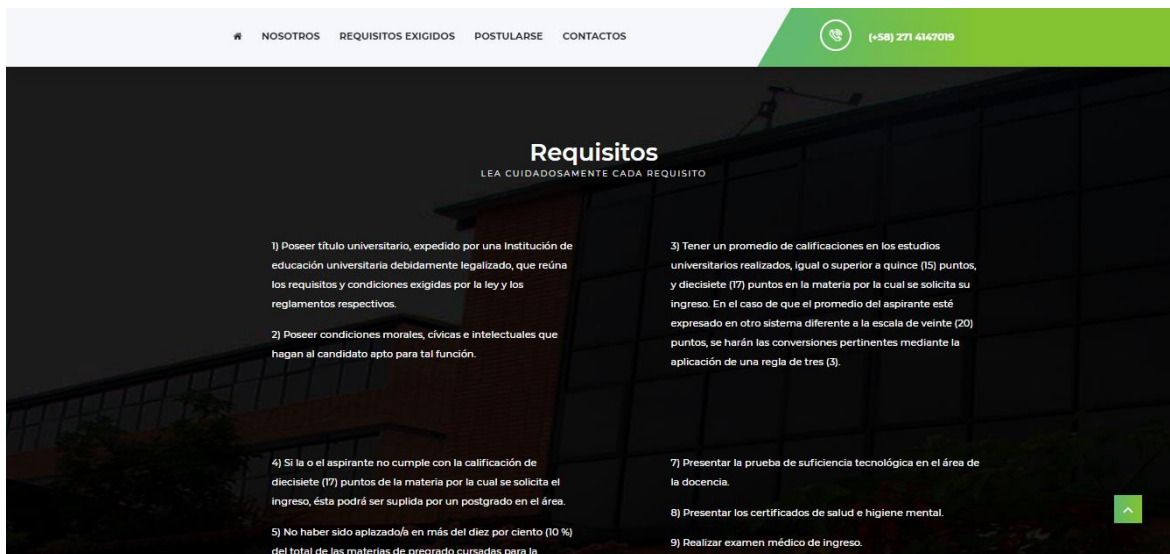 NOSOTROS REQUISITOS EXIGIDOS POSTULARSE CONTACTOS
(+58) 271 4147019
Requisitos
LEA CUIDADOSAMENTE CADA REQUISITO
1) Poseer título universitario, expedido por una Institución de
educación universitaria debidamente legalizado, que reúna
los requisitos y condiciones exigidas por la ley y los
reglamentos respectivos.
2) Poseer condiciones morales, cívicas e intelectuales que
hagan al candidato apto para tal función.
3) Tener un promedio de calificaciones en los estudios
universitarios realizados, igual o superior a quince (15) puntos,
y diecisiete (17) puntos en la materia por la cual se solicita su
ingreso. En el caso de que el promedio del aspirante esté
expresado en otro sistema diferente a la escala de veinte (20)
puntos, se harán las conversiones pertinentes mediante la
aplicación de una regla de tres (3).
4) Si la o el aspirante no cumple con la calificación de
diecisiete (17) puntos de la materia por la cual se solicita el
ingreso, ésta podrá ser suplida por un postgrado en el área.
5) No haber sido aplazado/a en más del diez por ciento (10 %)
del total de las materias de pregrado cursadas para la
7) Presentar la prueba de suficiencia tecnológica en el área de
la docencia.
8) Presentar los certificados de salud e higiene mental.
9) Realizar examen médico de ingreso.